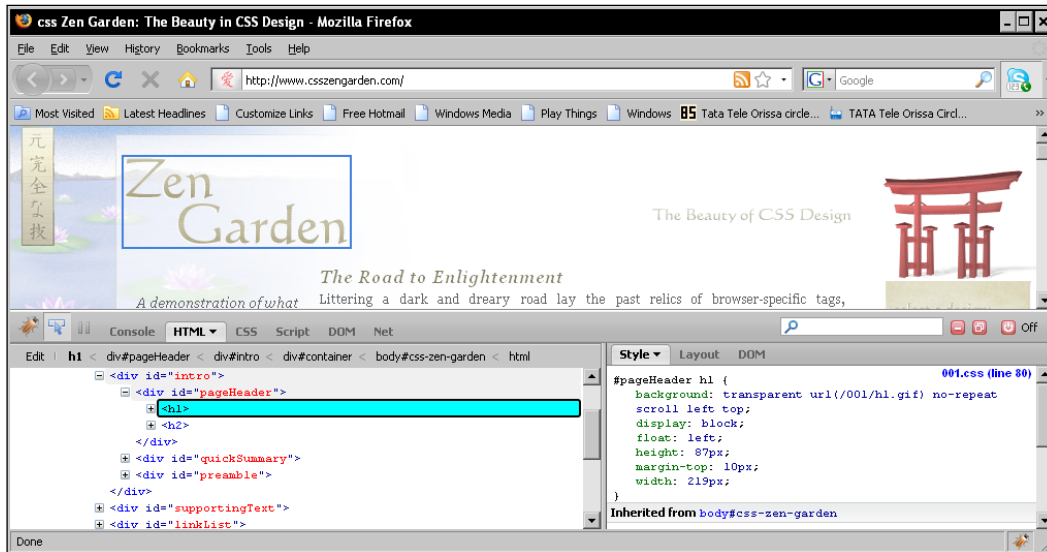 css Zen Garden: The Beauty in CSS Design - Mozilla Firefox
File Edit View History Bookmarks Tools Help
http://www.csszengarden.com/ G Google
Most Visited Latest Headlines Customize Links Free Hotmail Windows Media Play Things Windows 85 Tata Tele Orissa circle... TATA Tele Orissa Circl... »
元
完
全
な
技
Zen
Garden
The Beauty of CSS Design
The Road to Enlightenment
A demonstration of what
Littering a dark and dreary road lay the past relics of browser-specific tags,
Console HTML CSS Script DOM Net Off
Edit h1 < div#pageHeader < div#intro < div#container < body#css-zen-garden < html
<div id="intro">
<div id="pageHeader">
<h1>
<h2>
</div>
<div id="quickSummary">
<div id="preamble">
</div>
<div id="supportingText">
<div id="linkList">
Style Layout DOM
001.css (line 80)
#pageHeader h1 {
background: transparent url(/001/h1.gif) no-repeat
scroll left top;
display: block;
float: left;
height: 87px;
margin-top: 10px;
width: 219px;
}
Inherited from body#css-zen-garden
Done